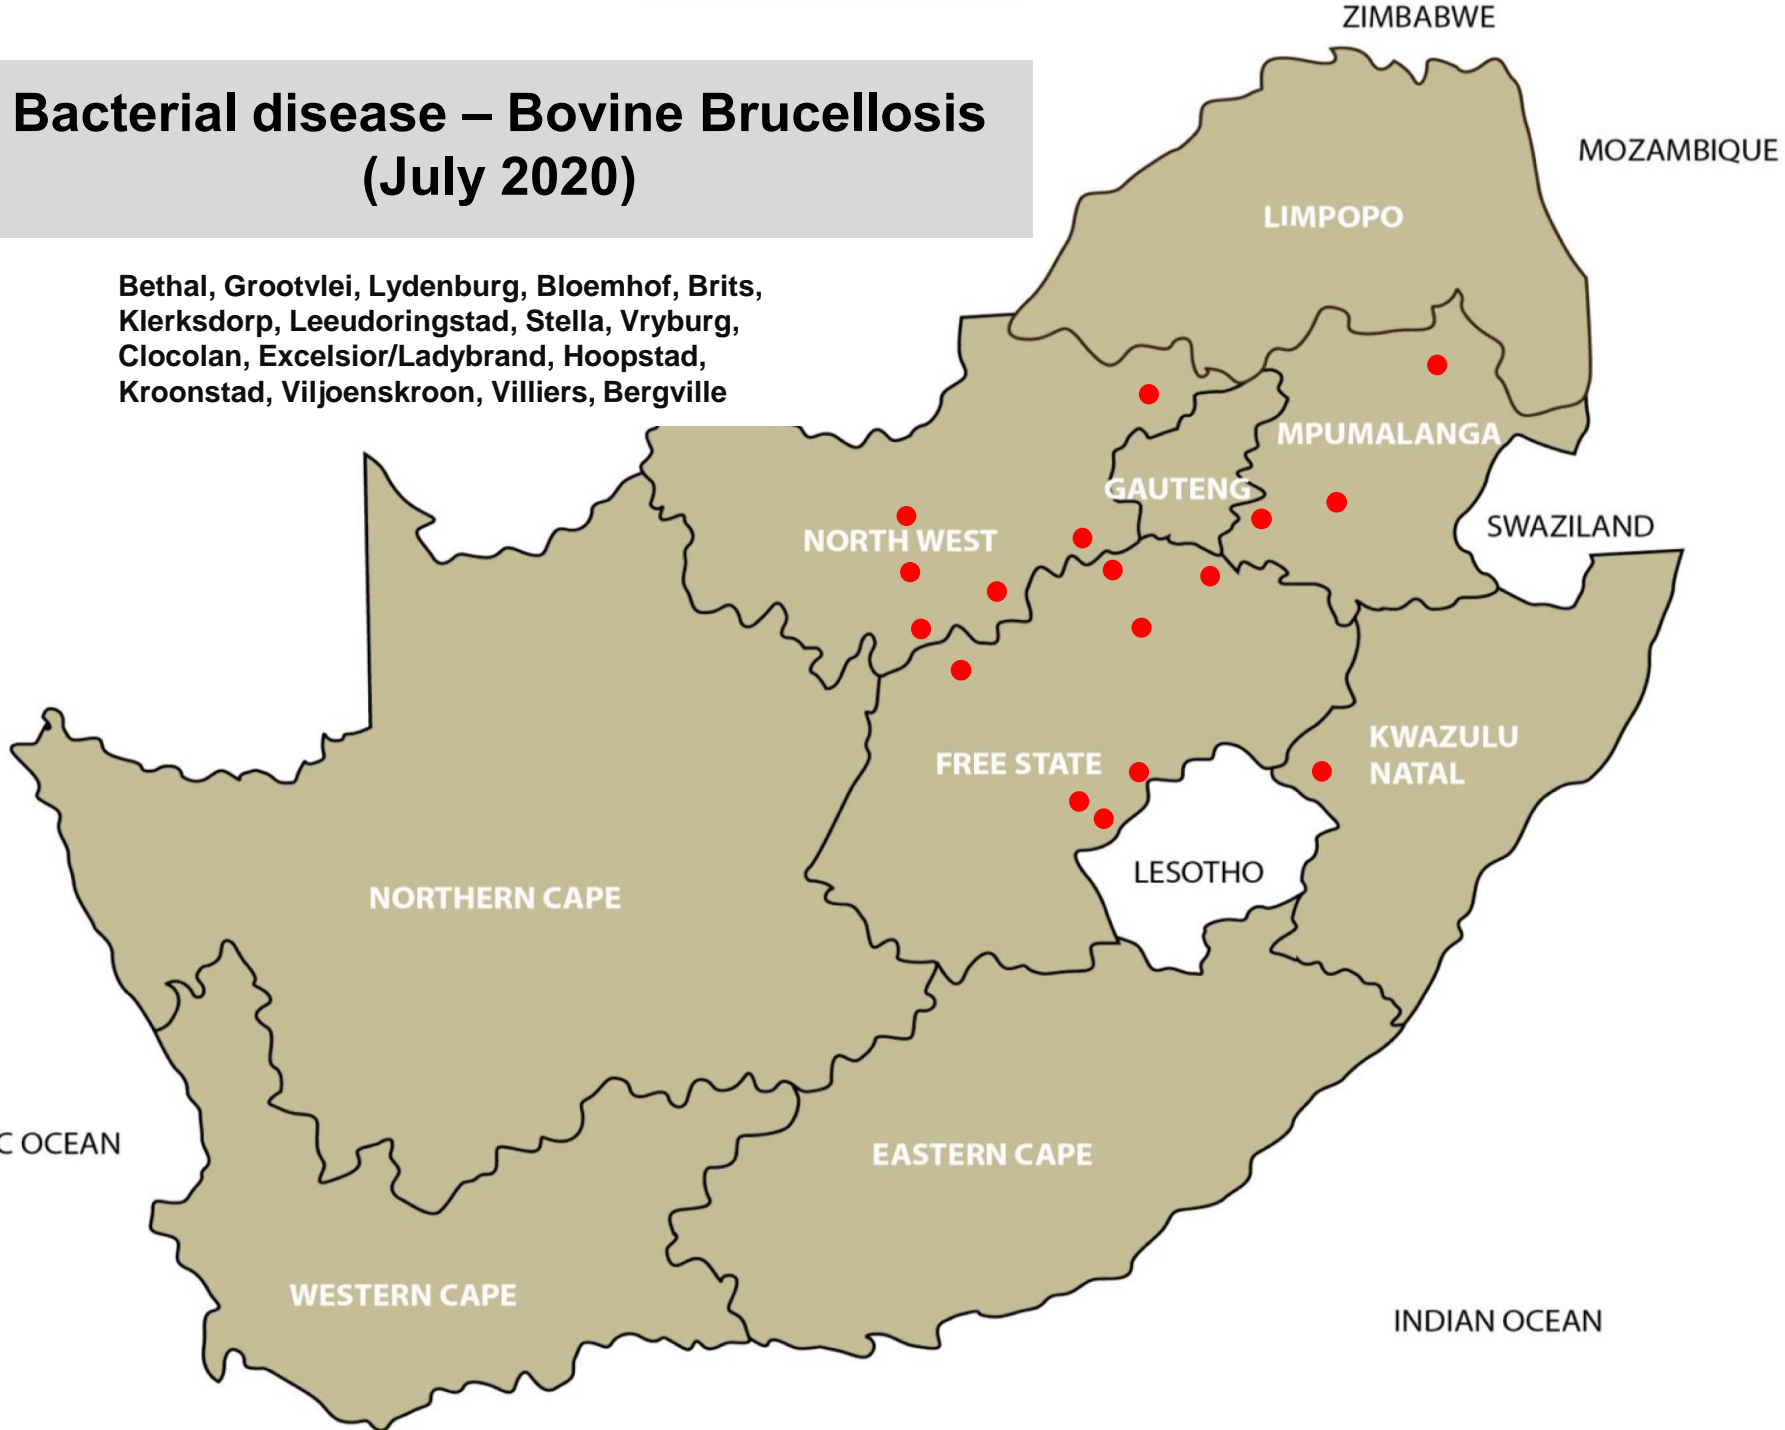 ZIMBABWE
Bacterial disease – Bovine Brucellosis
(July 2020)
MOZAMBIQUE
LIMPOPO
Bethal, Grootvlei, Lydenburg, Bloemhof, Brits,
Klerksdorp, Leeudoringstad, Stella, Vryburg,
Clocolan, Excelsior/Ladybrand, Hoopstad,
Kroonstad, Viljoenskroon, Villiers, Bergville
MPUMALANGA
GAUTENG
SWAZILAND
NORTH WEST
KWAZULU
NATAL
FREE STATE
LESOTHO
NORTHERN CAPE
C OCEAN
EASTERN CAPE
WESTERN CAPE
INDIAN OCEAN